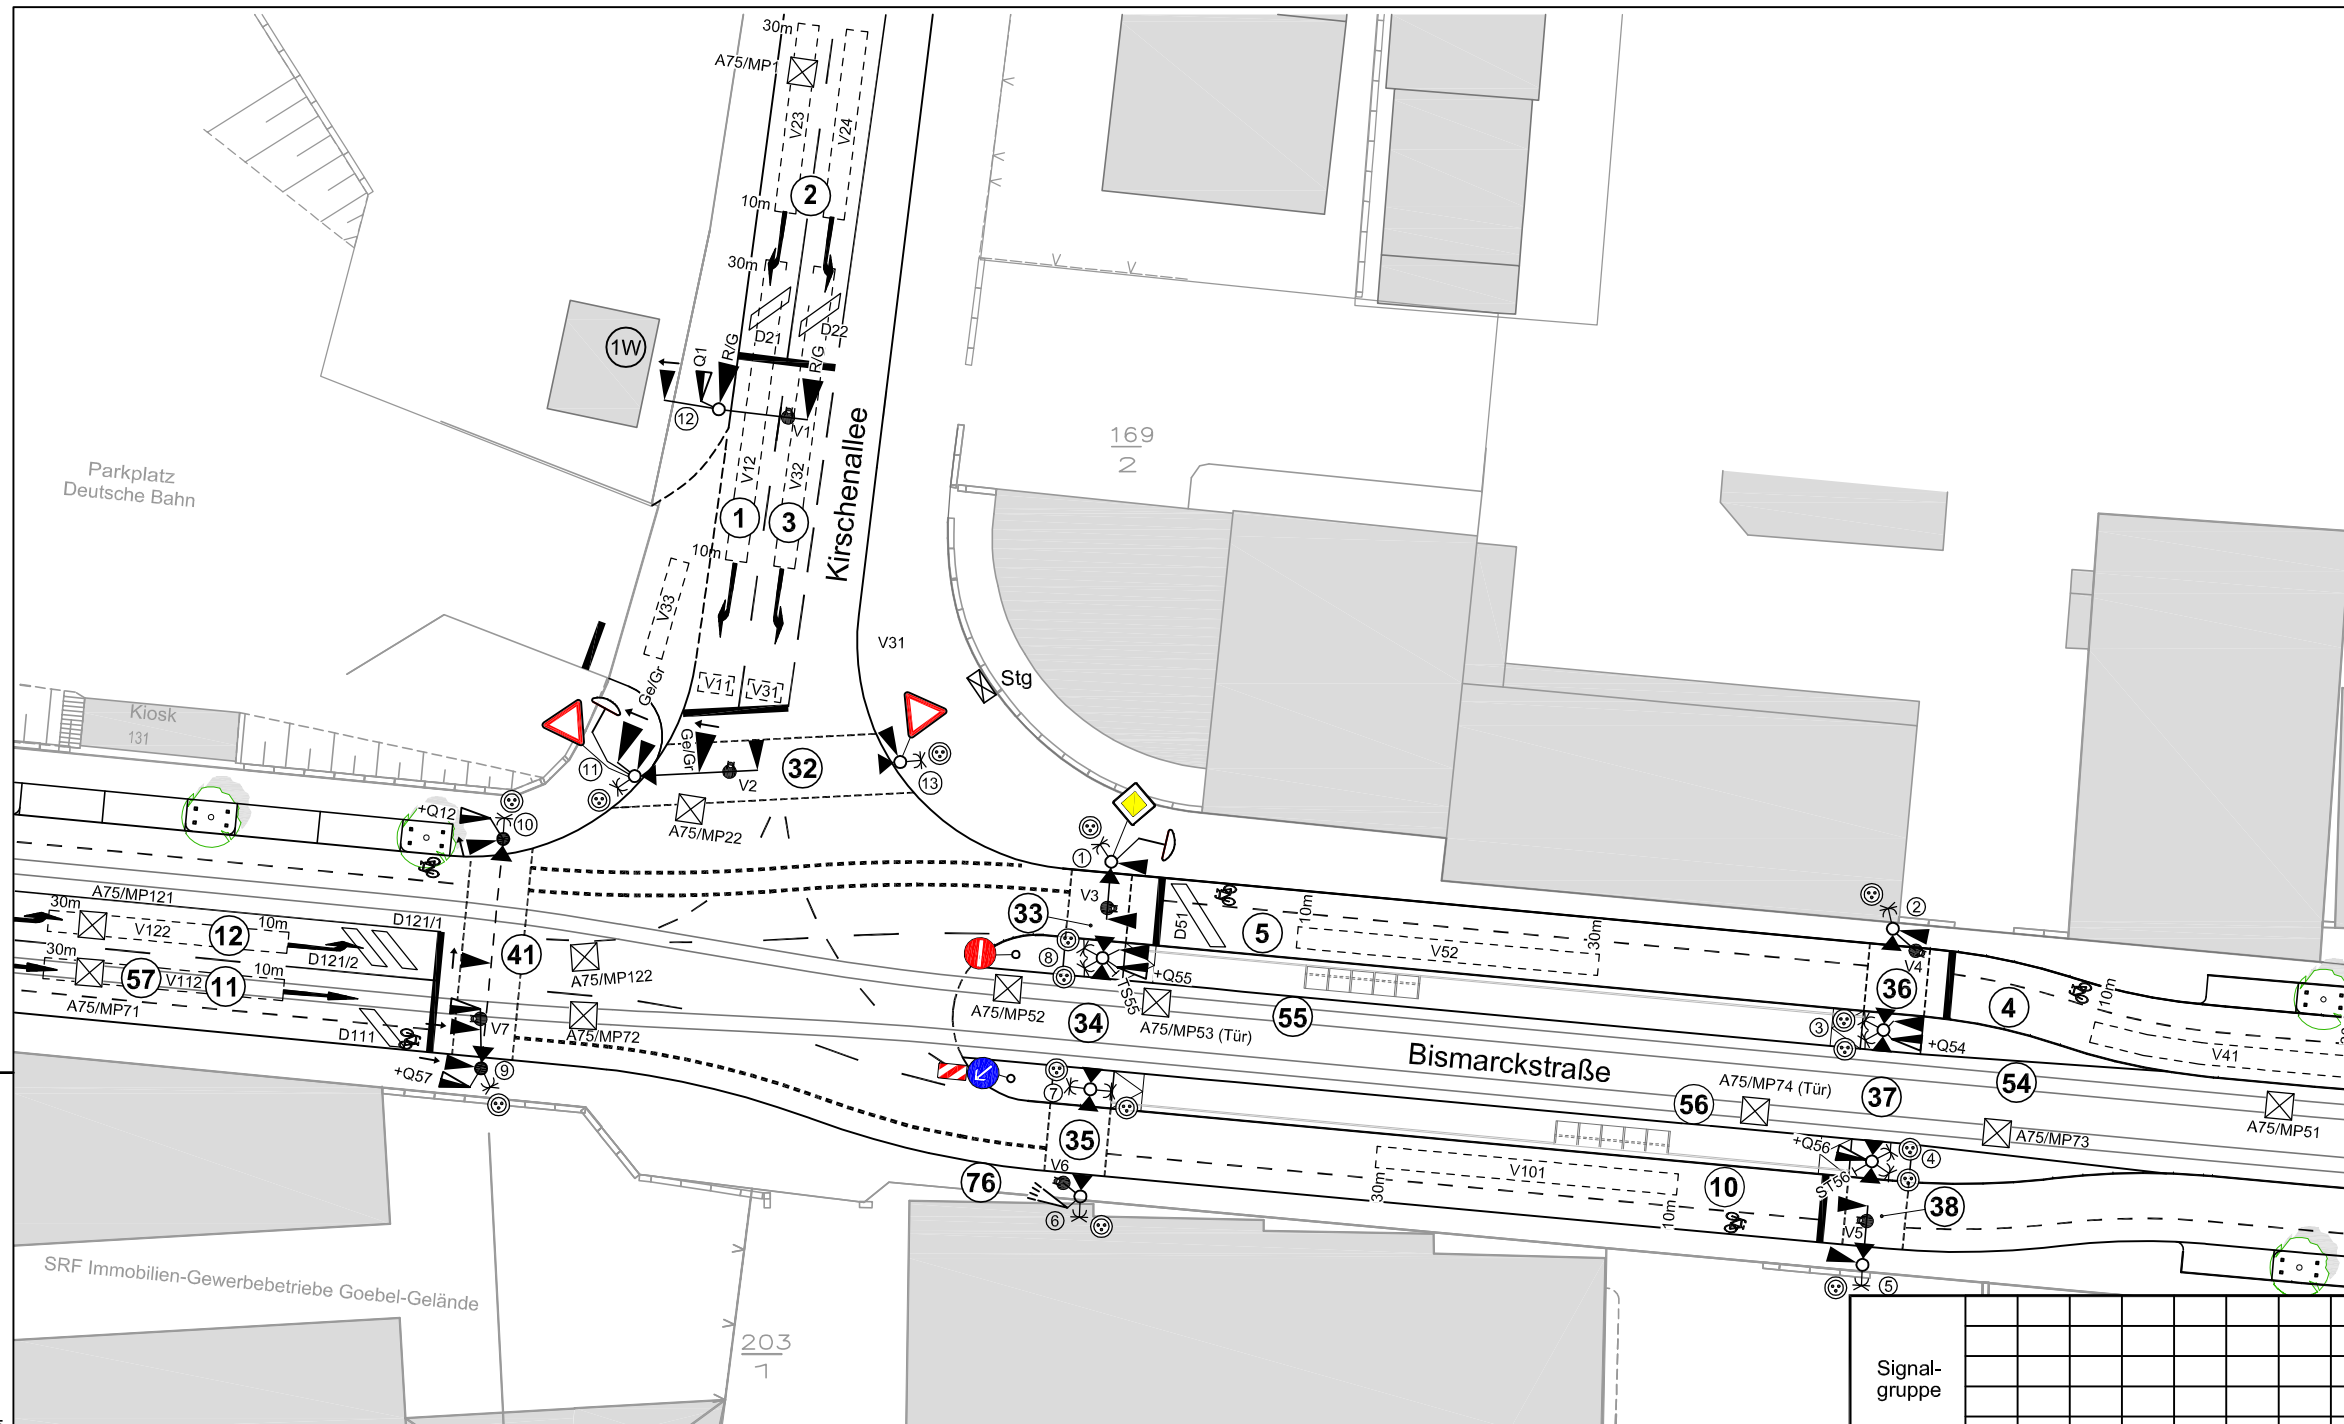 30m
A75/MP1
V23
V24
2
10m
30m
D21
D22
1W
Q1
R/G
R/G
12
V1
Kirschenallee
V12
V32
1
3
10m
169
2
Parkplatz
Deutsche Bahn
V33
V31
Stg
V11
V31
Ge/Gr
Ge/Gr
Kiosk
131
11
32
13
V2
A75/MP22
+Q12
10
1
2
A75/MP121
30m
V122
12
10m
D121/1
D121/2
30m
57
V112
11
10m
A75/MP71
D111
41
A75/MP122
A75/MP72
V7
+Q57
9
V3
33
8
D51
5
10m
V52
30m
+Q55
TS55
A75/MP52
34
A75/MP53 (Tür)
55
V4
36
4
10m
V41
3
+Q54
Bismarckstraße
56
A75/MP74 (Tür)
37
54
A75/MP73
A75/MP51
7
35
V6
76
6
30m
V101
10m
10
+Q56
ST56
4
38
V5
5
SRF Immobilien-Gewerbebetriebe Goebel-Gelände
203
1
Signal-
gruppe